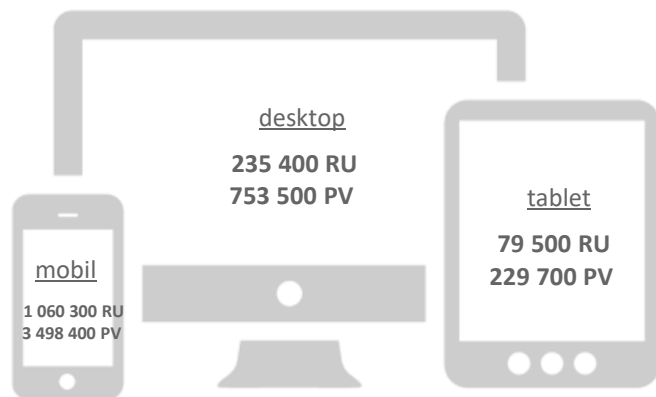 desktop
235 400 RU
753 500 PV
tablet
79 500 RU
229 700 PV
mobil
1 060 300 RU
3 498 400 PV